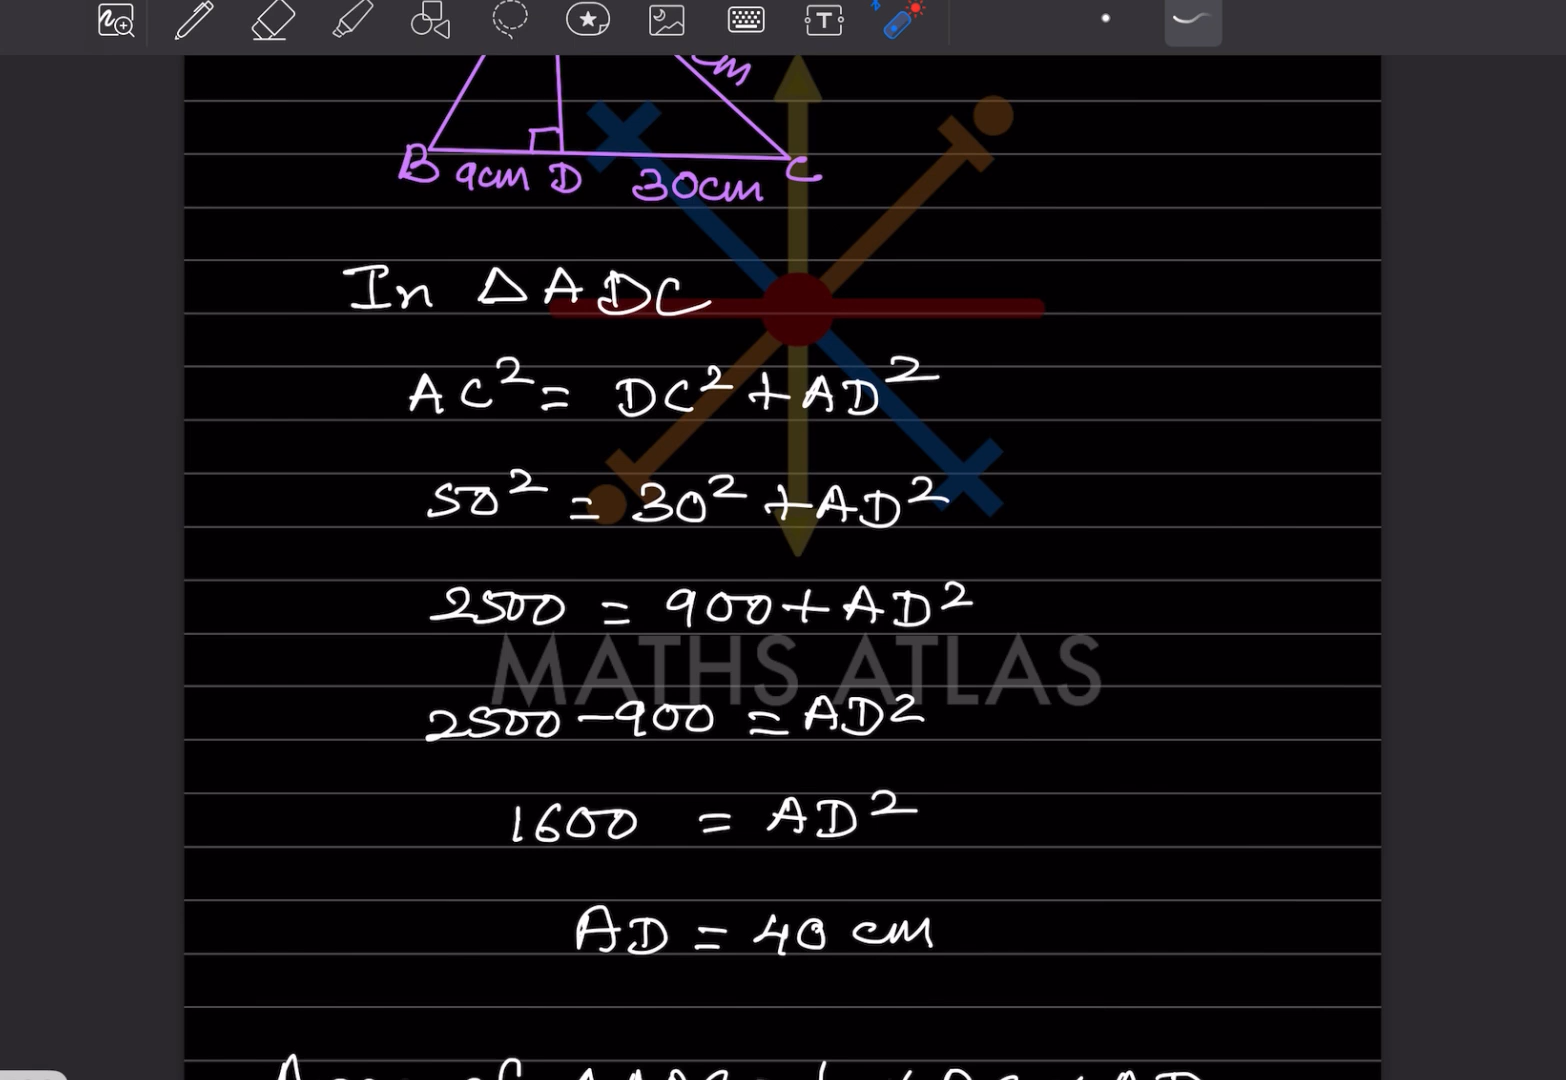 cm
B 9cm D 30cm C
In △ADC
AC² = DC² + AD²
50² = 30² + AD²
2500 = 900 + AD²
MATHS ATLAS
2500 - 900 = AD²
1600 = AD²
AD = 40 cm